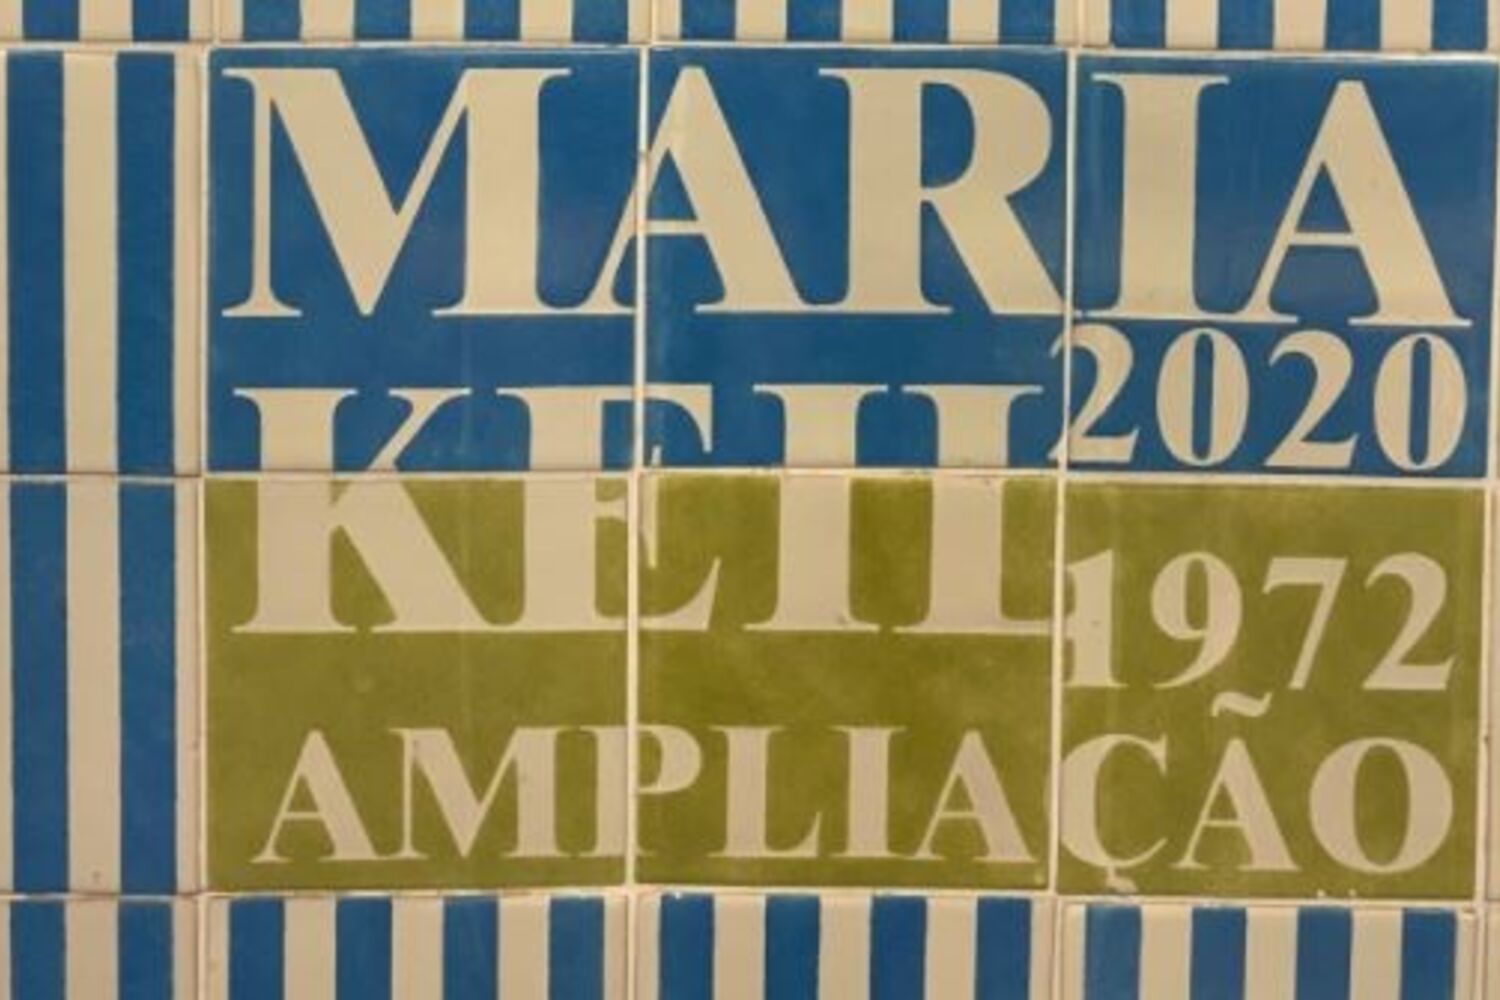 MARIA
2020
KEIL
1972
AMPLIAÇÃO